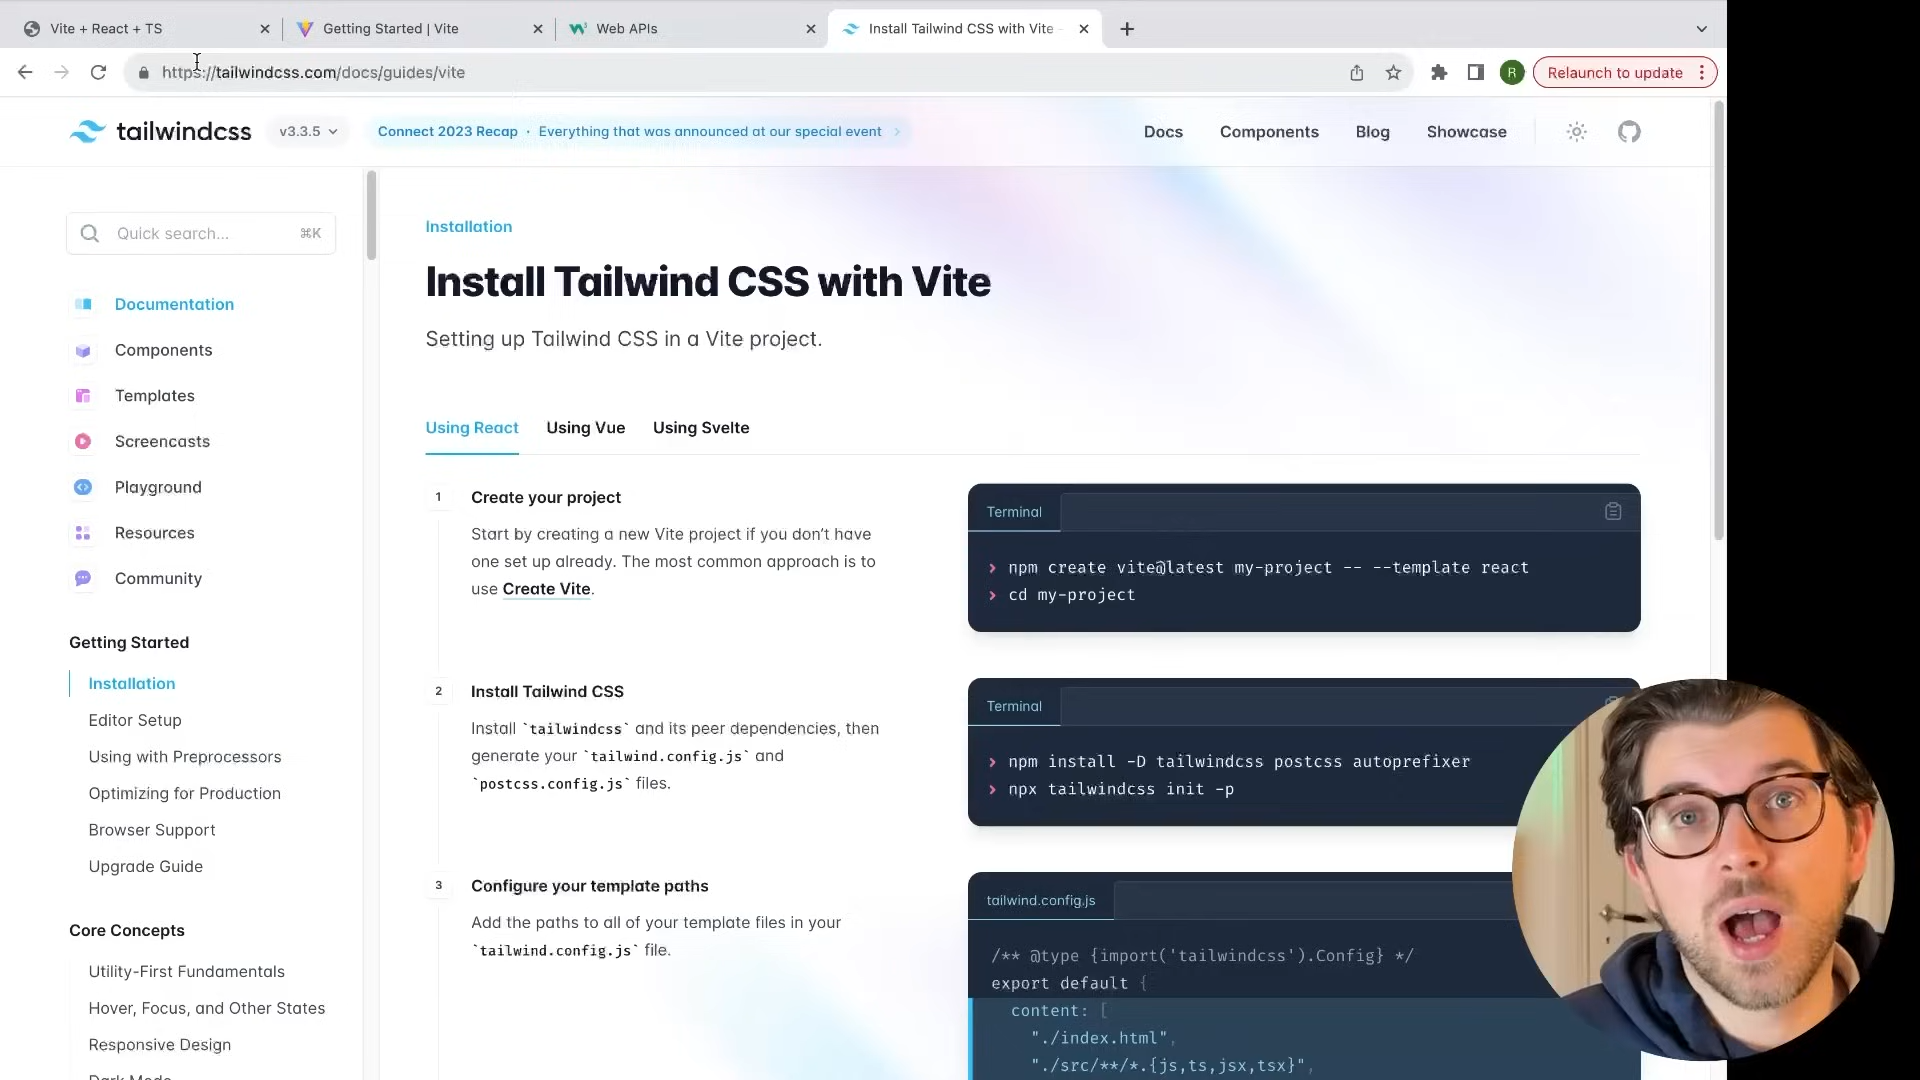 Vite + React + TS
Getting Started | Vite
Web APIs
Install Tailwind CSS with Vite -
https://tailwindcss.com/docs/guides/vite
R
Relaunch to update
tailwindcss
v3.3.5
Connect 2023 Recap · Everything that was announced at our special event
Docs
Components
Blog
Showcase
Quick search...
⌘K
Documentation
Components
Templates
Screencasts
Playground
Resources
Community
Getting Started
Installation
Editor Setup
Using with Preprocessors
Optimizing for Production
Browser Support
Upgrade Guide
Core Concepts
Utility-First Fundamentals
Hover, Focus, and Other States
Responsive Design
Dark Mode
Installation
Install Tailwind CSS with Vite
Setting up Tailwind CSS in a Vite project.
Using React
Using Vue
Using Svelte
1
Create your project
Start by creating a new Vite project if you don't have
one set up already. The most common approach is to
use Create Vite.
Terminal
> npm create vite@latest my-project -- --template react
> cd my-project
2
Install Tailwind CSS
Install `tailwindcss` and its peer dependencies, then
generate your `tailwind.config.js` and
`postcss.config.js` files.
Terminal
> npm install -D tailwindcss postcss autoprefixer
> npx tailwindcss init -p
3
Configure your template paths
Add the paths to all of your template files in your
`tailwind.config.js` file.
tailwind.config.js
/** @type {import('tailwindcss').Config} */
export default {
content: [
"./index.html",
"./src/**/*.{js,ts,jsx,tsx}",